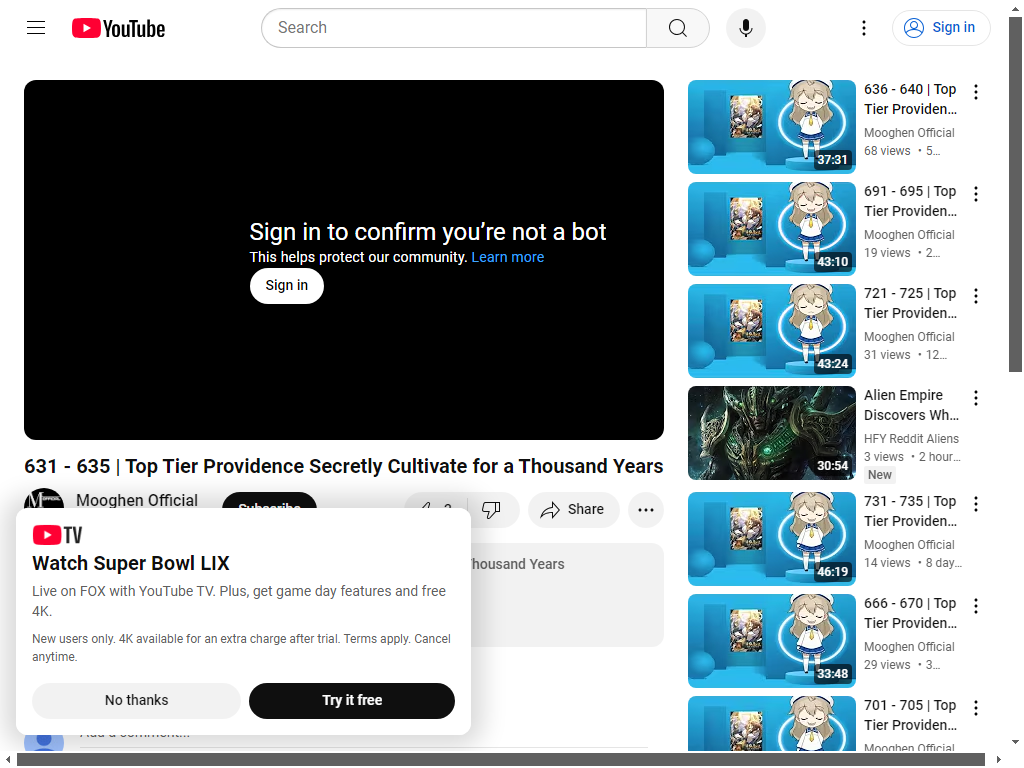 YouTube
Search
Sign in
Sign in to confirm you're not a bot
This helps protect our community. Learn more
Sign in
631 - 635 | Top Tier Providence Secretly Cultivate for a Thousand Years
Mooghen Official
Subscribe
2
Share
Thousand Years
TV
Watch Super Bowl LIX
Live on FOX with YouTube TV. Plus, get game day features and free
4K.
New users only. 4K available for an extra charge after trial. Terms apply. Cancel
anytime.
No thanks
Try it free
Add a comment...
37:31
636 - 640 | Top
Tier Providen...
Mooghen Official
68 views • 5...
43:10
691 - 695 | Top
Tier Providen...
Mooghen Official
19 views • 2...
43:24
721 - 725 | Top
Tier Providen...
Mooghen Official
31 views • 12...
30:54
Alien Empire
Discovers Wh...
HFY Reddit Aliens
3 views • 2 hour...
New
46:19
731 - 735 | Top
Tier Providen...
Mooghen Official
14 views • 8 day...
33:48
666 - 670 | Top
Tier Providen...
Mooghen Official
29 views • 3...
701 - 705 | Top
Tier Providen...
Mooghen Official